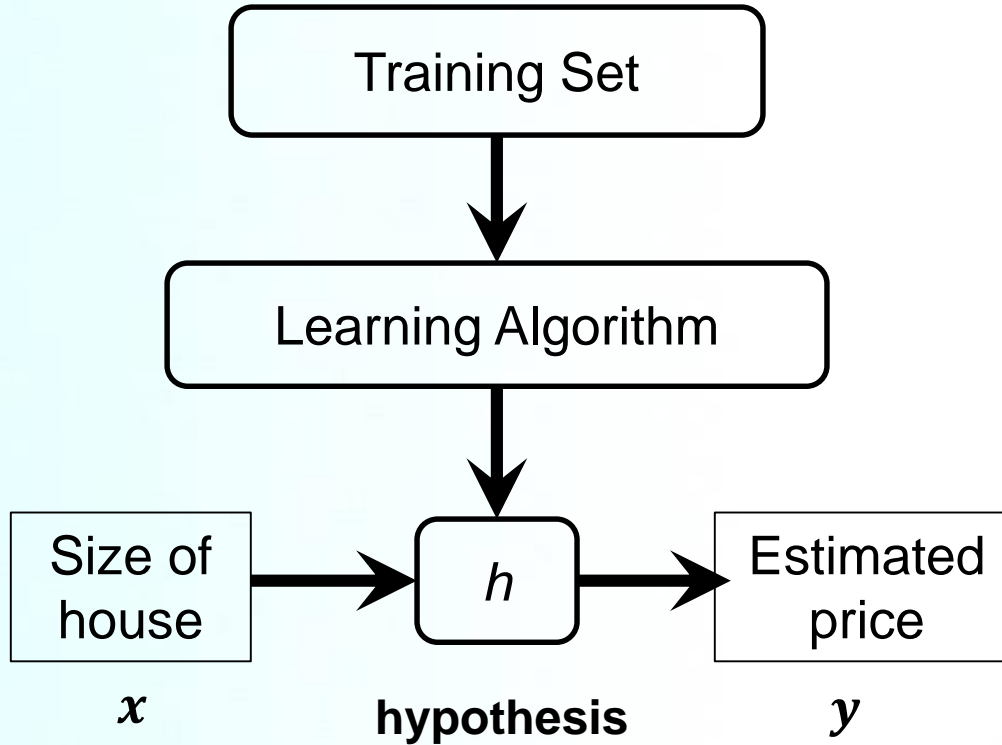 Training Set
Learning Algorithm
Size of
house
h
Estimated
price
x
hypothesis
y